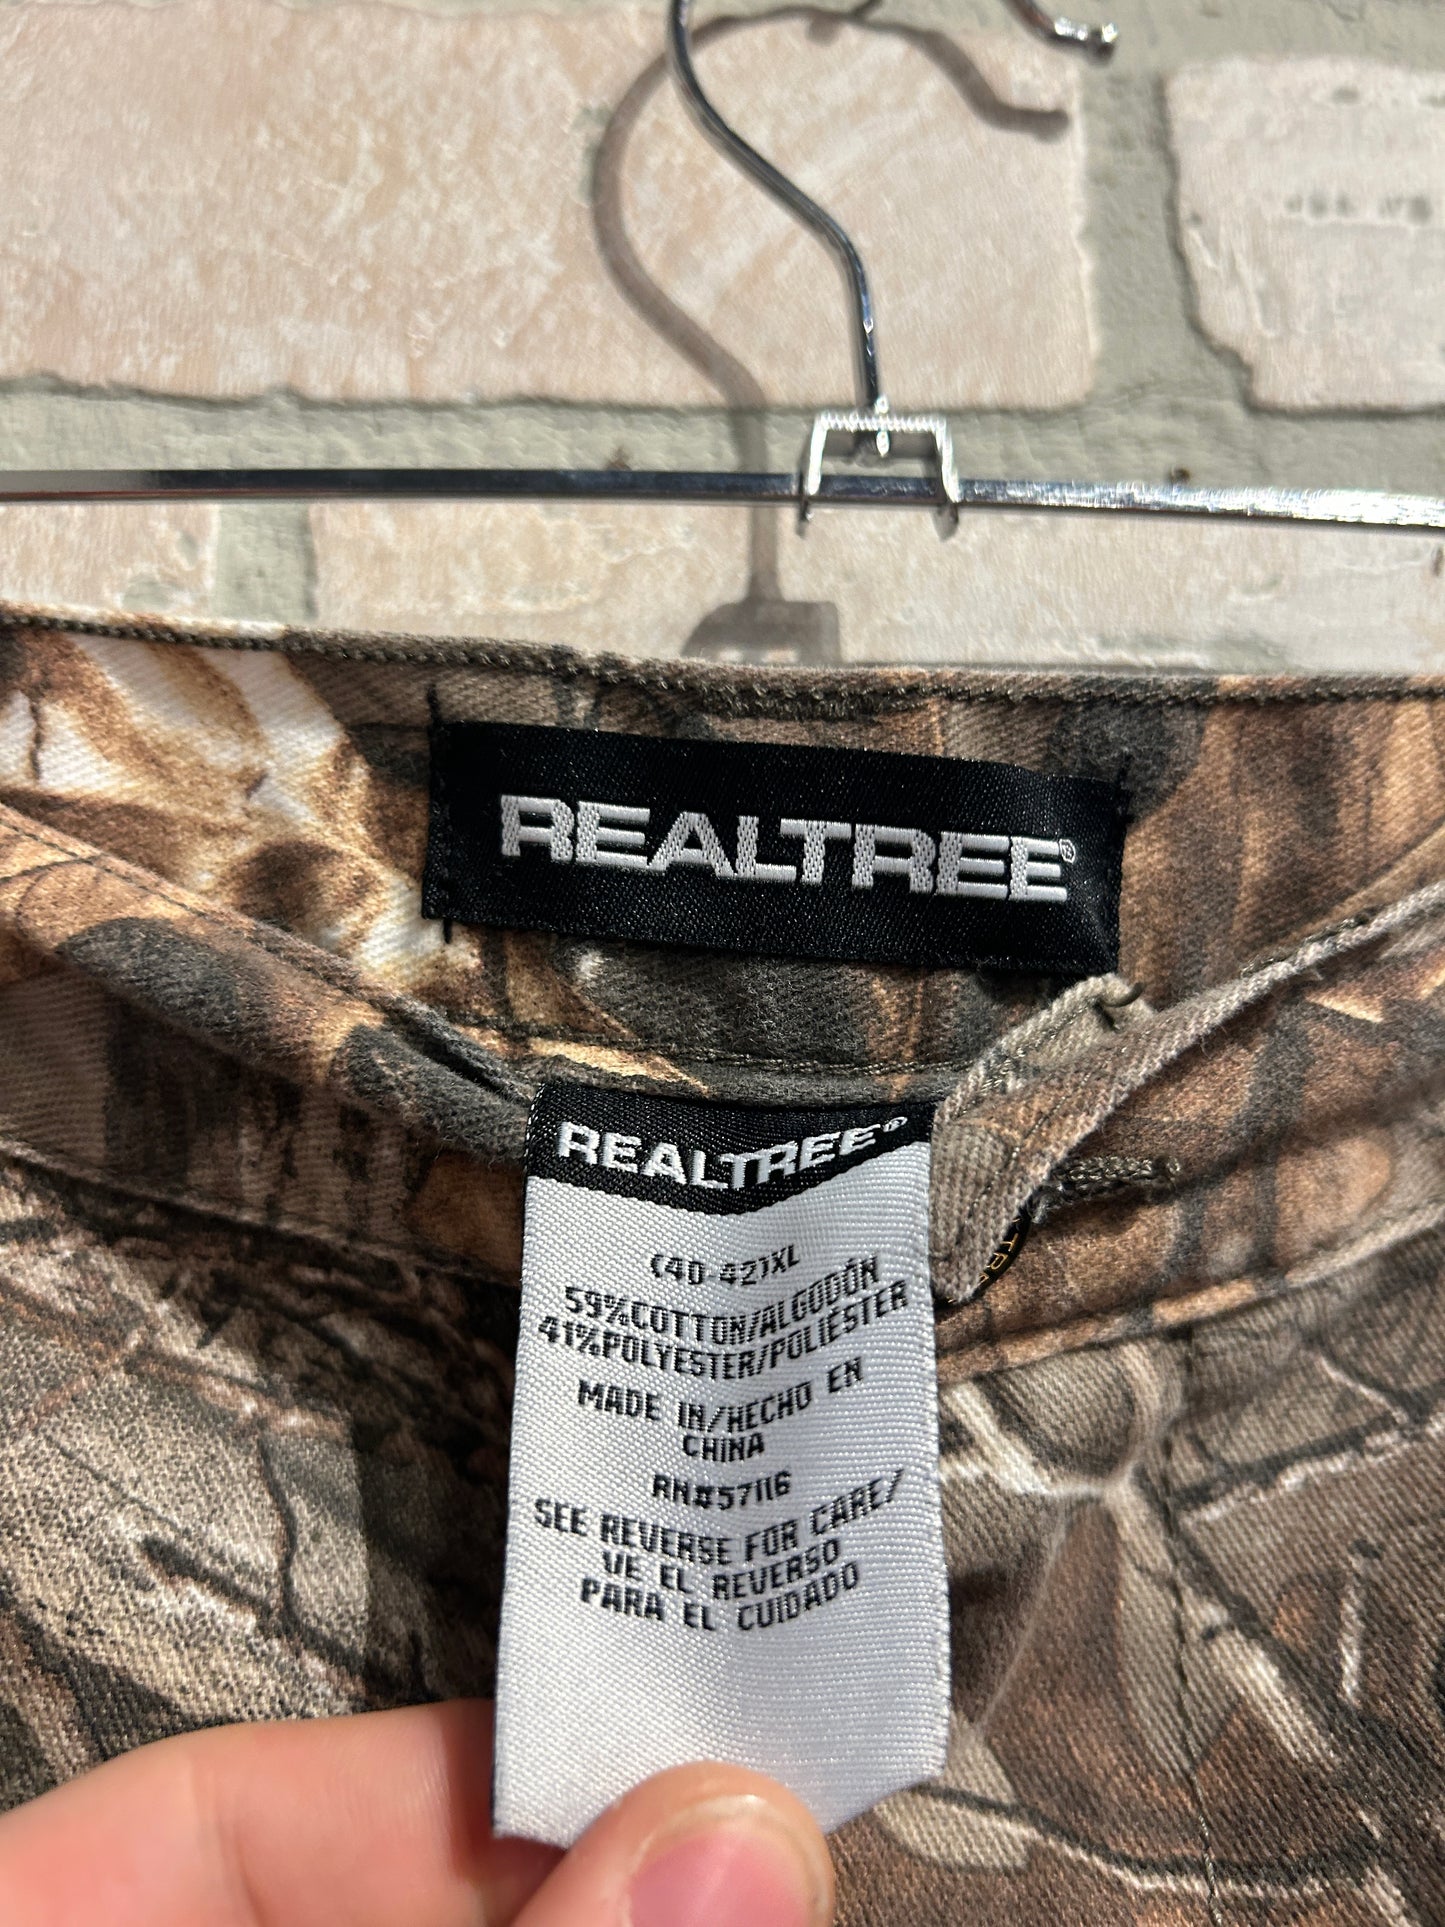 REALTREE®
REALTREE®
(40-42)XL
59%COTTON/ALGODÓN
41%POLYESTER/POLIESTER
MADE IN/HECHO EN
CHINA
RN#57116
SEE REVERSE FOR CARE/
VE EL REVERSO
PARA EL CUIDADO